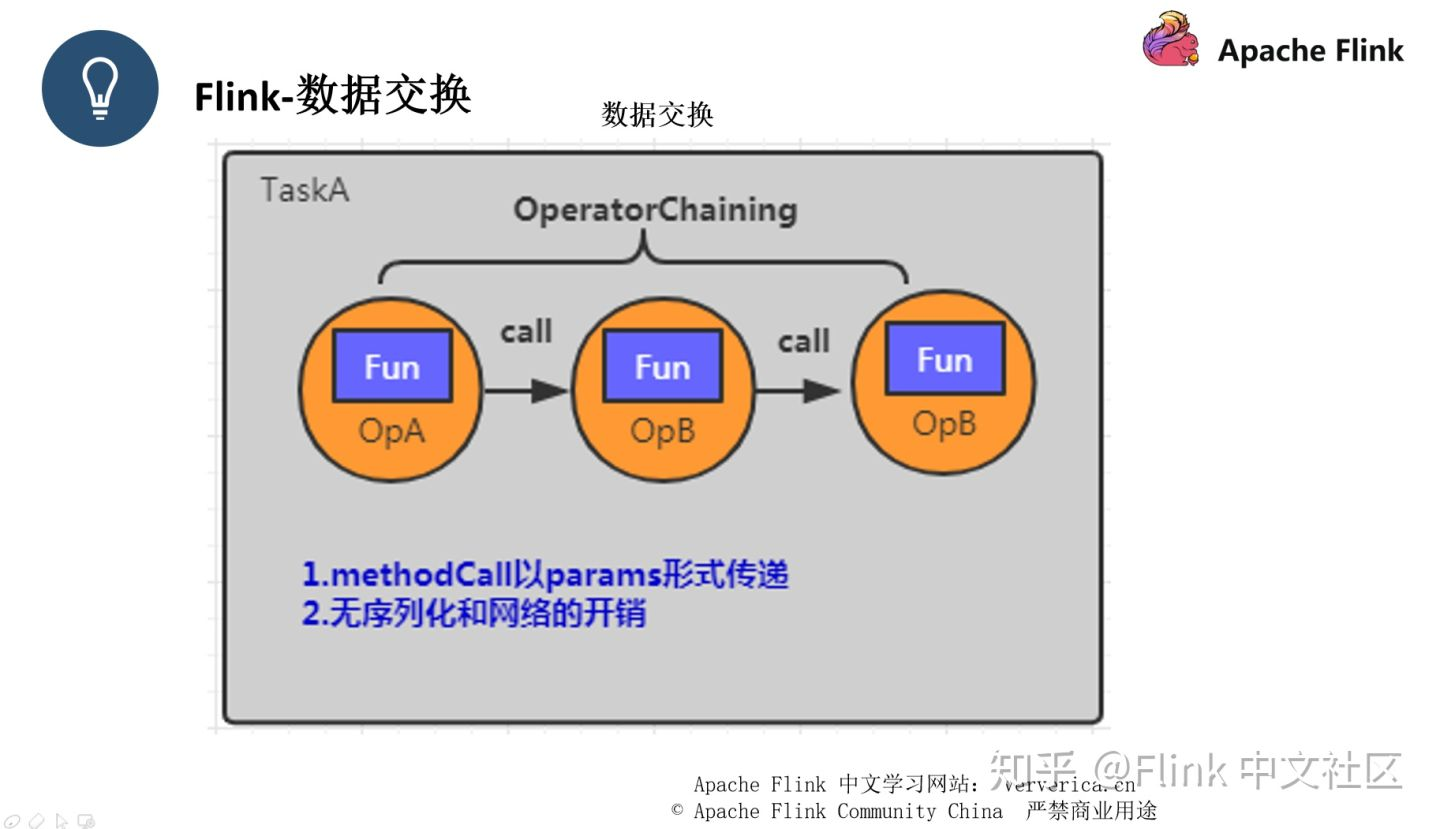 Apache Flink
Flink-数据交换
数据交换
TaskA
OperatorChaining
call
call
Fun
Fun
Fun
OpA
OpB
OpB
1.methodCall以params形式传递
2.无序列化和网络的开销
知乎 @Flink 中文社区
Apache Flink 中文学习网站: ververica.cn
© Apache Flink Community China 严禁商业用途